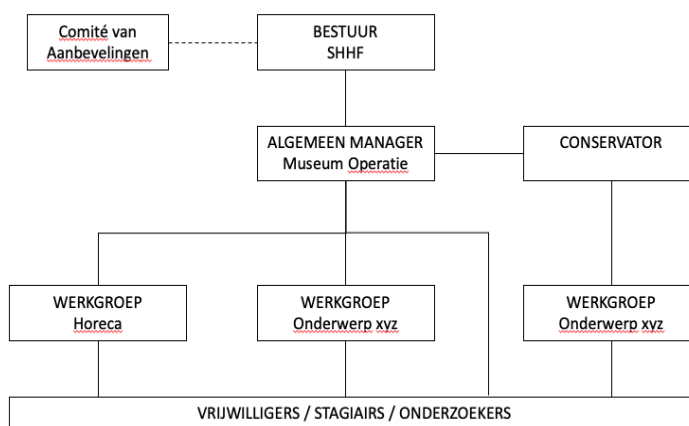 Comité van
Aanbevelingen
BESTUUR
SHHF
ALGEMEEN MANAGER
Museum Operatie
CONSERVATOR
WERKGROEP
Horeca
WERKGROEP
Onderwerp xyz
WERKGROEP
Onderwerp xyz
VRIJWILLIGERS / STAGIAIRS / ONDERZOEKERS